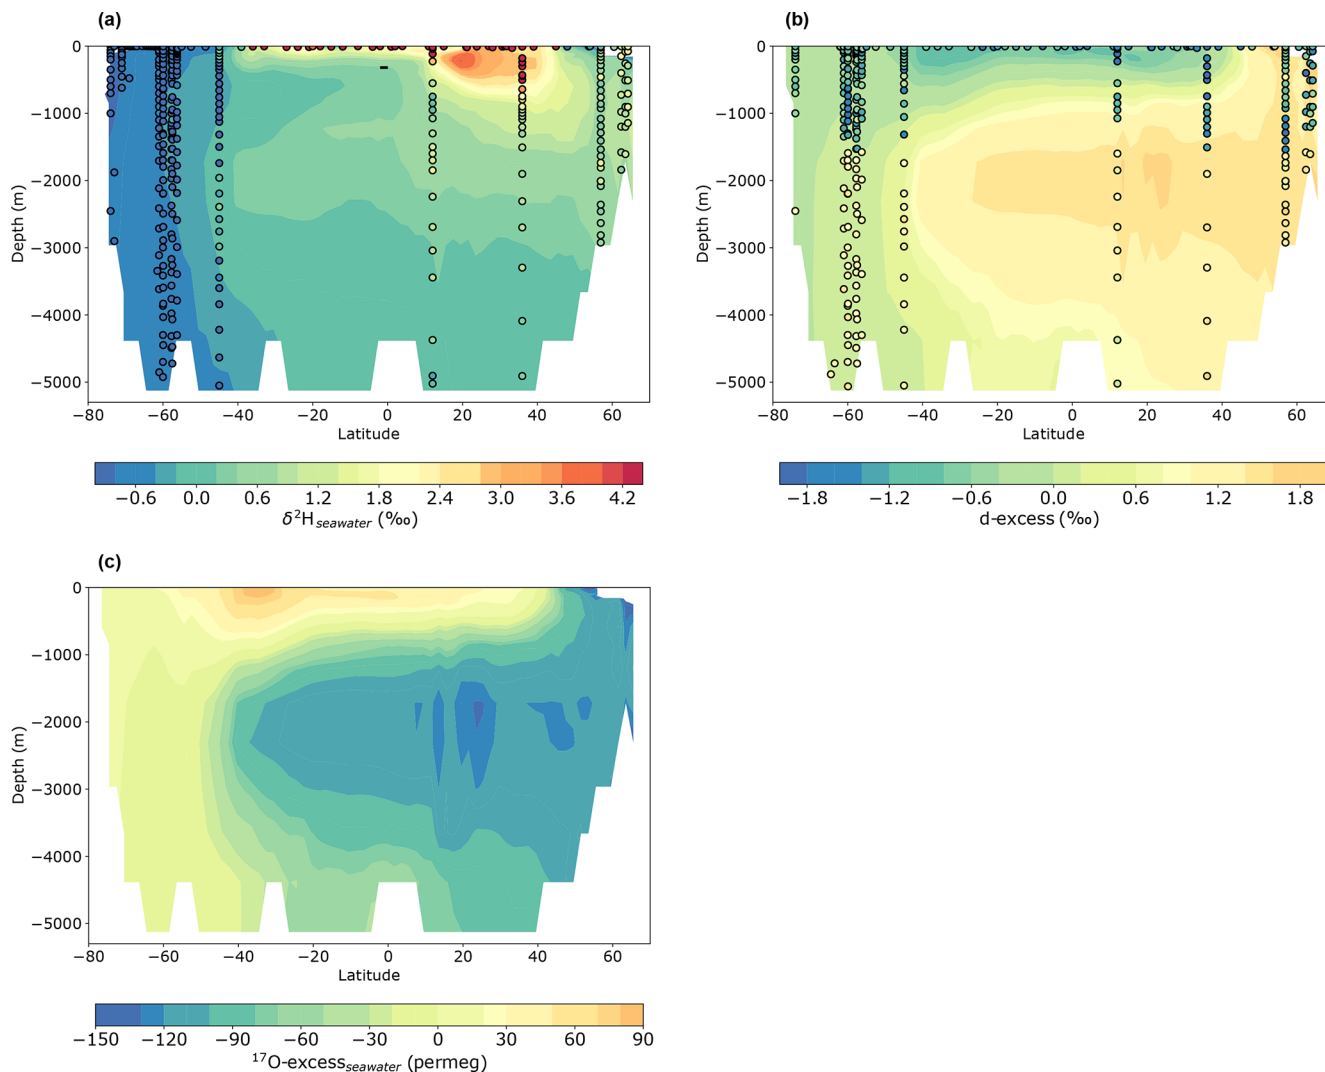 (a)
0
−1000
−2000
−3000
−4000
−5000
Depth (m)
−80 −60 −40 −20 0 20 40 60
Latitude
−0.6 0.0 0.6 1.2 1.8 2.4 3.0 3.6 4.2
δ²H_seawater (‰)
(b)
0
−1000
−2000
−3000
−4000
−5000
Depth (m)
−80 −60 −40 −20 0 20 40 60
Latitude
−1.8 −1.2 −0.6 0.0 0.6 1.2 1.8
d-excess (‰)
(c)
0
−1000
−2000
−3000
−4000
−5000
Depth (m)
−80 −60 −40 −20 0 20 40 60
Latitude
−150 −120 −90 −60 −30 0 30 60 90
¹⁷O-excess_seawater (permeg)